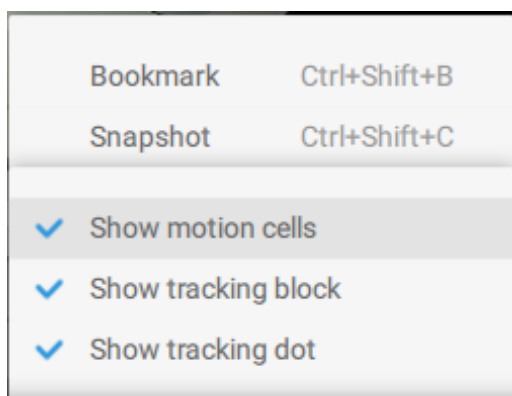 Bookmark Ctrl+Shift+B
Snapshot Ctrl+Shift+C
Show motion cells
Show tracking block
Show tracking dot